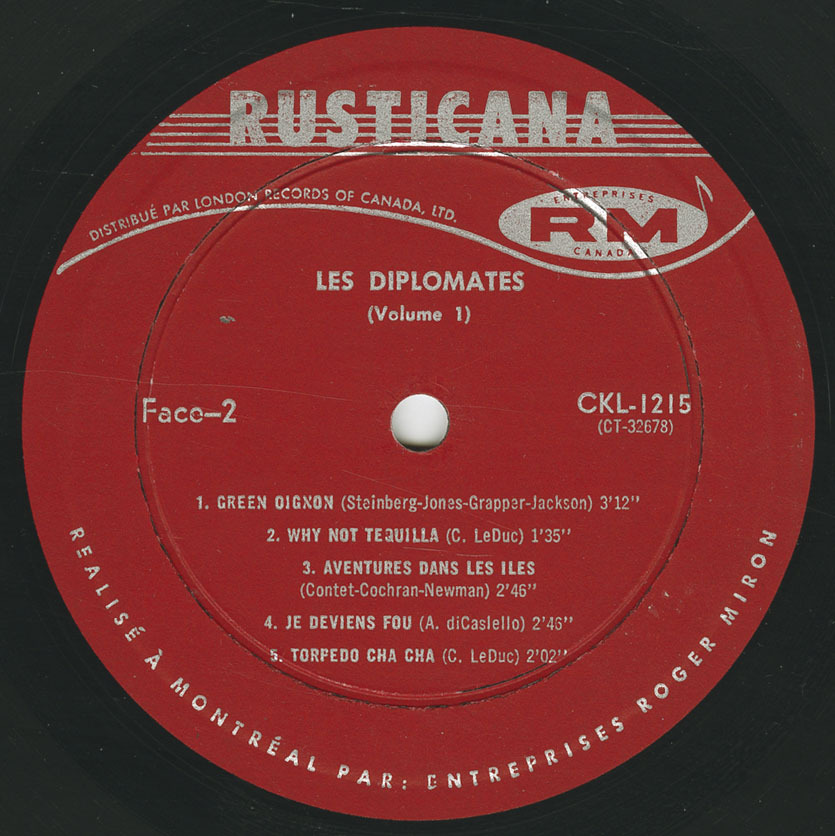 RUSTICANA
DISTRIBUÉ PAR LONDON RECORDS OF CANADA, LTD.
ENTREPRISES
RM
CANADA
LES DIPLOMATES
(Volume 1)
Face-2
CKL-1215
(CT-32678)
1. GREEN OIGNON (Steinberg-Jones-Grapper-Jackson) 3'12"
2. WHY NOT TEQUILLA (C. LeDuc) 1'35"
3. AVENTURES DANS LES ILES
(Contet-Cochran-Newman) 2'46"
4. JE DEVIENS FOU (A. diCaslello) 2'46"
5. TORPEDO CHA CHA (C. LeDuc) 2'02"
REALISÉ À MONTRÉAL PAR: ENTREPRISES ROGER MIRON